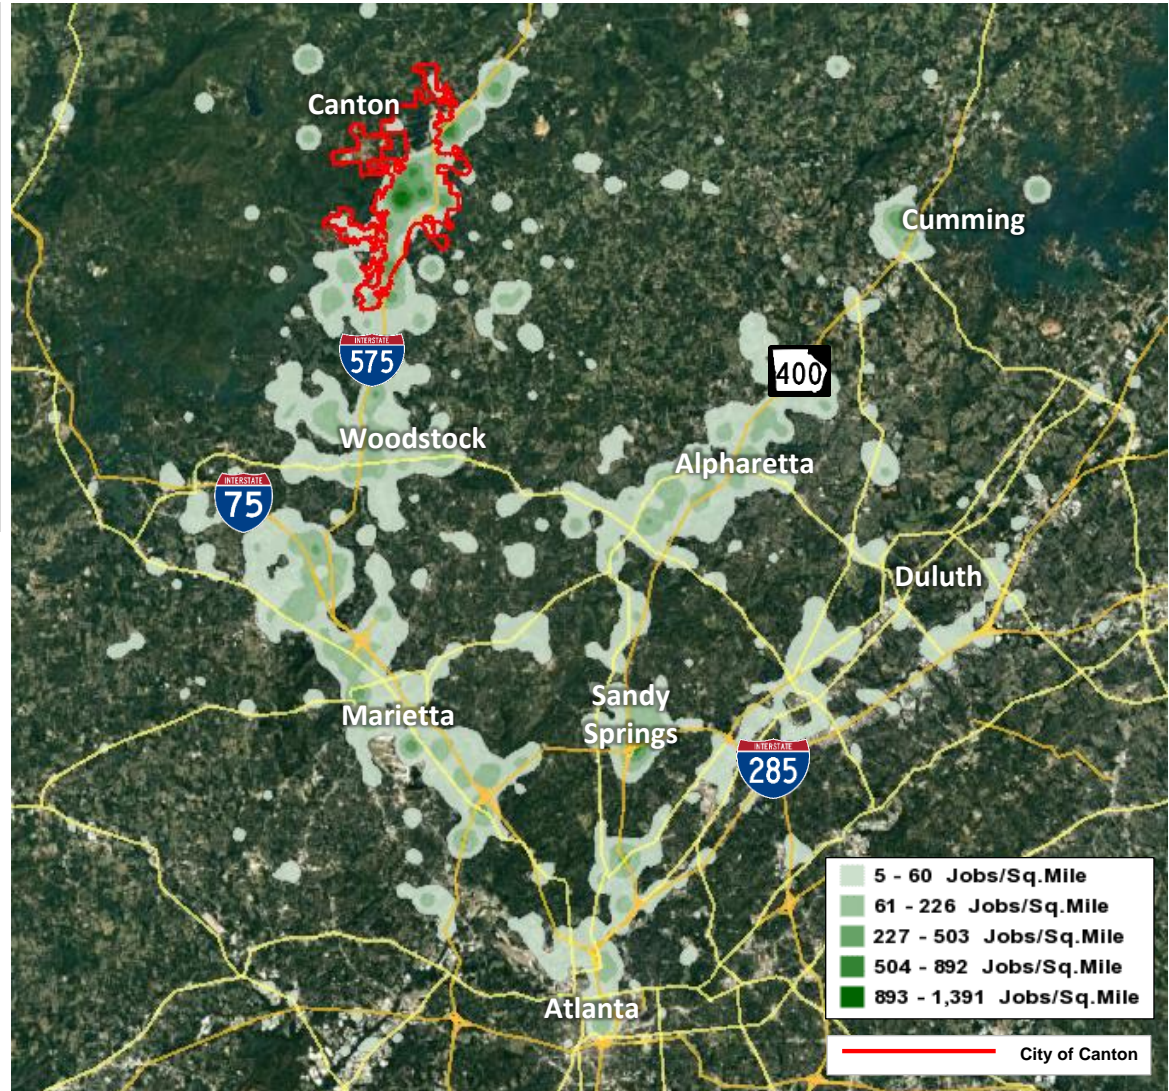 Canton
Cumming
INTERSTATE
575
400
Woodstock
Alpharetta
INTERSTATE
75
Duluth
Sandy
Springs
Marietta
INTERSTATE
285
5 - 60 Jobs/Sq.Mile
61 - 226 Jobs/Sq.Mile
227 - 503 Jobs/Sq.Mile
504 - 892 Jobs/Sq.Mile
893 - 1,391 Jobs/Sq.Mile
Atlanta
City of Canton